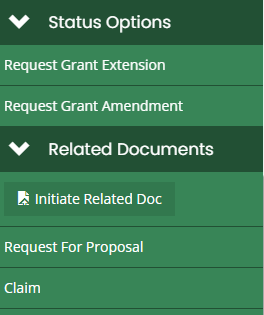 Status Options
Request Grant Extension
Request Grant Amendment
Related Documents
Initiate Related Doc
Request For Proposal
Claim